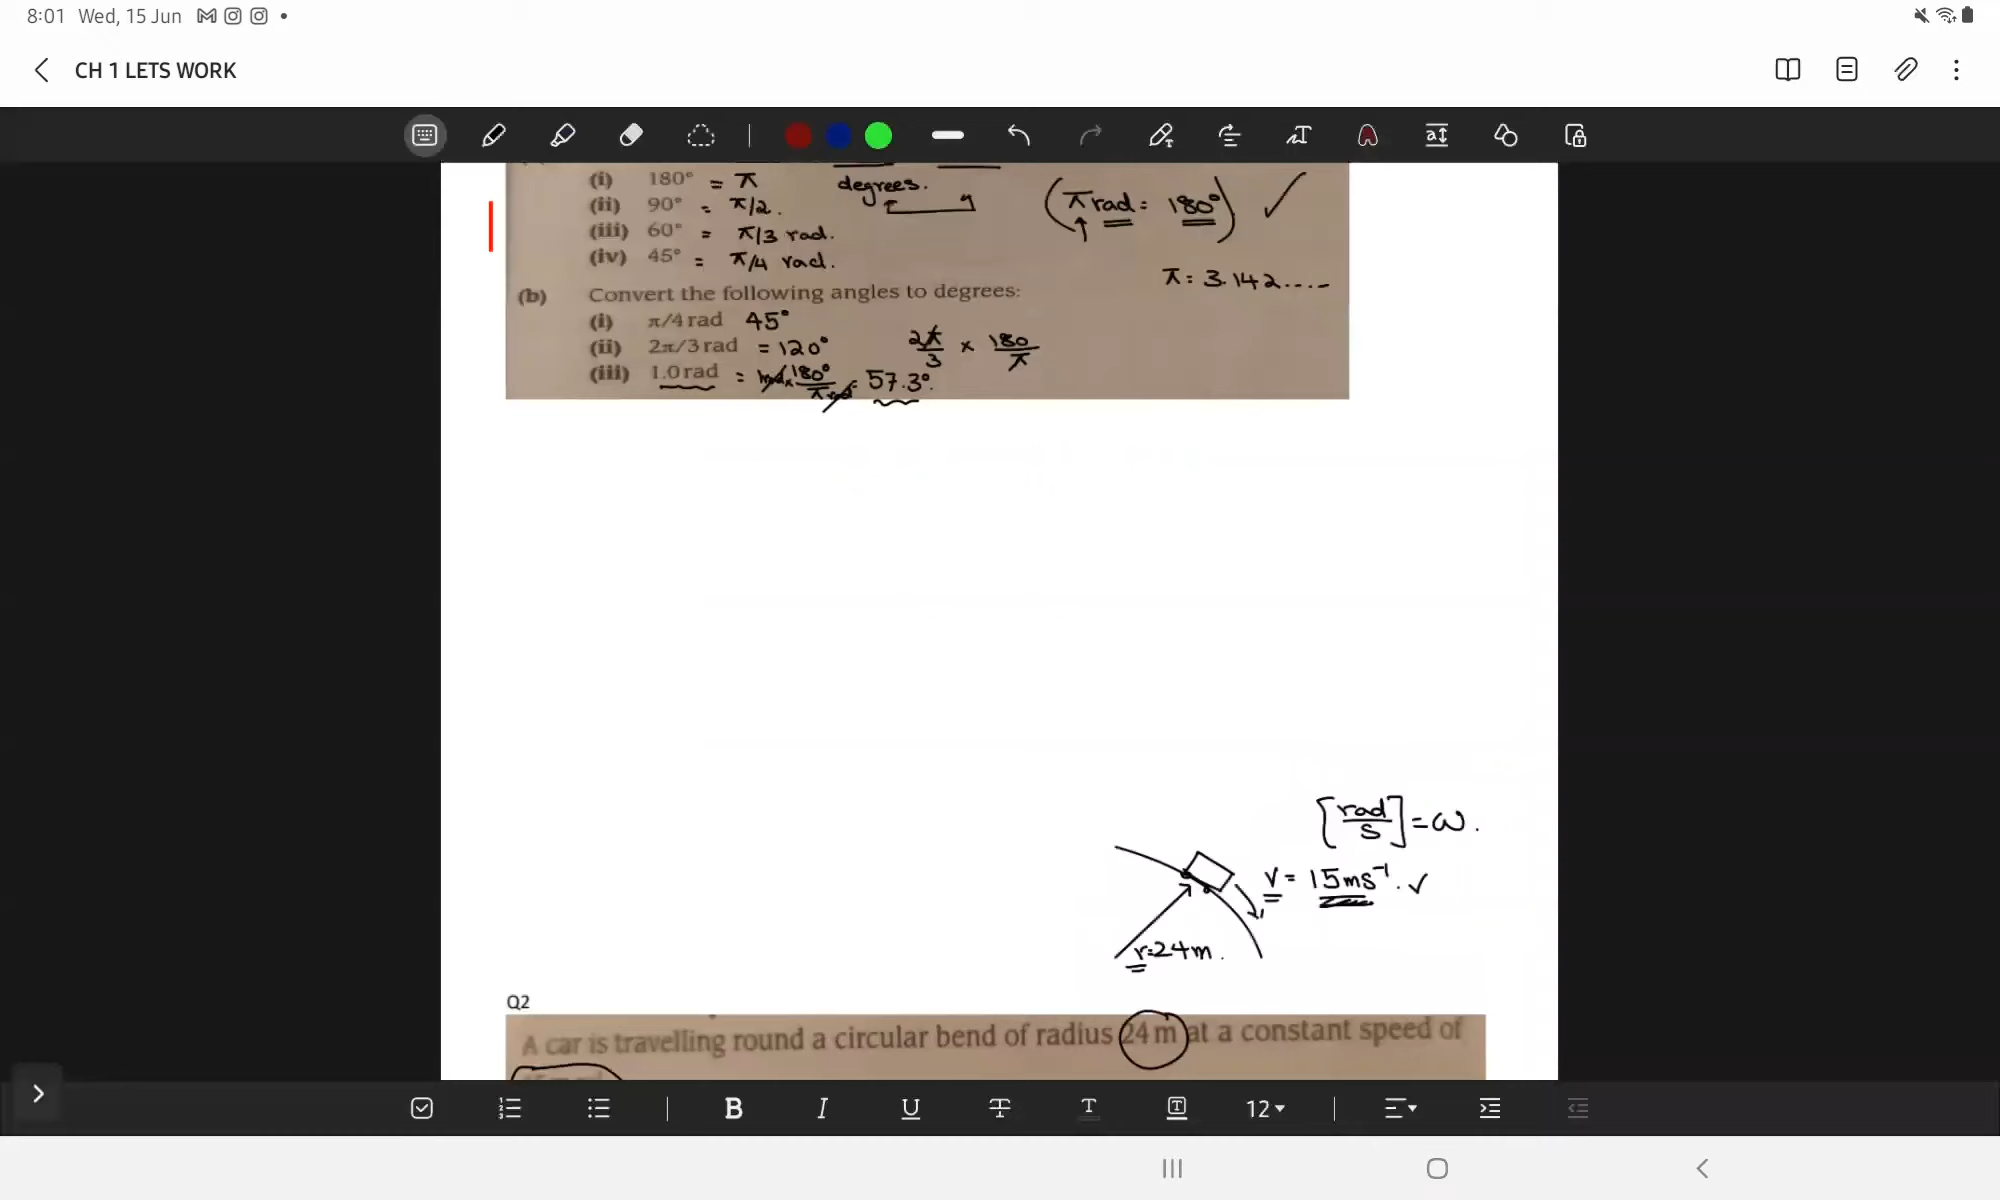 8:01 Wed, 15 Jun
CH 1 LETS WORK
(i) 180° = π
degrees.
(π rad = 180°) ✓
(ii) 90° = π/2.
(iii) 60° = π/3 rad.
(iv) 45° = π/4 rad.
π = 3.142.....
(b) Convert the following angles to degrees:
(i) π/4 rad 45°
(ii) 2π/3 rad = 120°
2π/3 × 180/π
(iii) 1.0 rad = 1rad × 180°/π rad = 57.3°.
[rad/s] = ω.
v = 15ms⁻¹. ✓
r=24m.
Q2
A car is travelling round a circular bend of radius 24 m at a constant speed of
B I U T T T 12